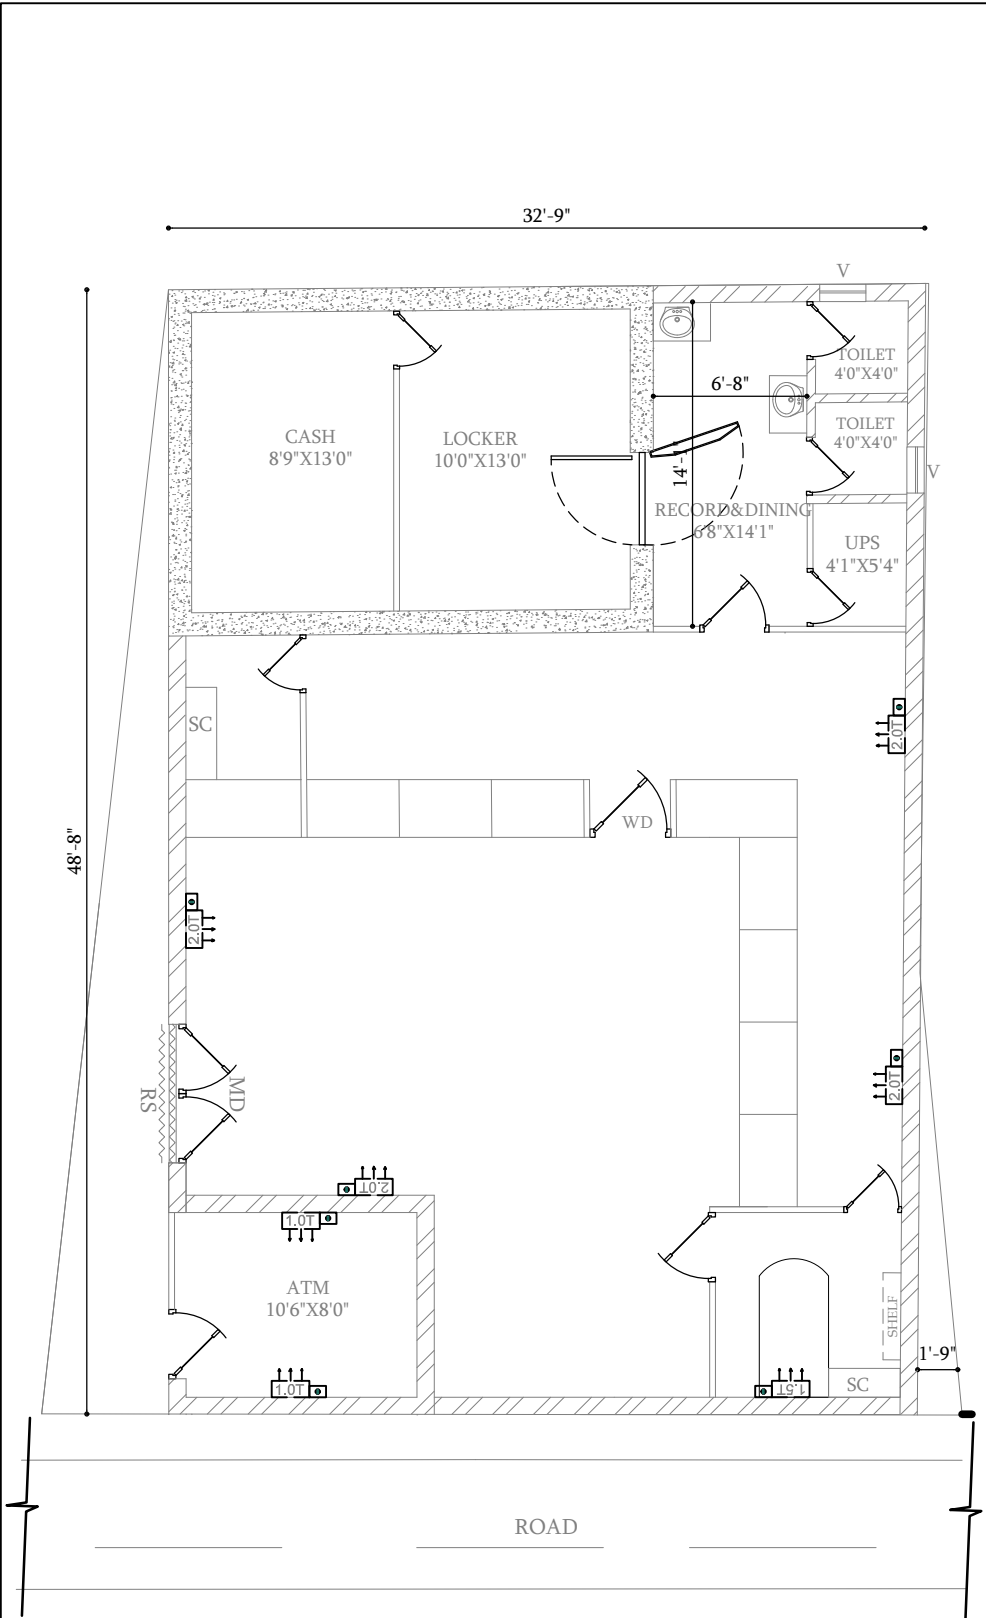 32'-9"
V
TOILET
4'0"X4'0"
6'-8"
TOILET
4'0"X4'0"
CASH
8'9"X13'0"
LOCKER
10'0"X13'0"
V
RECORD&DINING
6'8"X14'1"
UPS
4'1"X5'4"
SC
2.0T
WD
48'-8"
2.0T
2.0T
MD
RS
2.0T
1.0T
ATM
10'6"X8'0"
SHELF
1'-9"
1.0T
1.5T
SC
ROAD